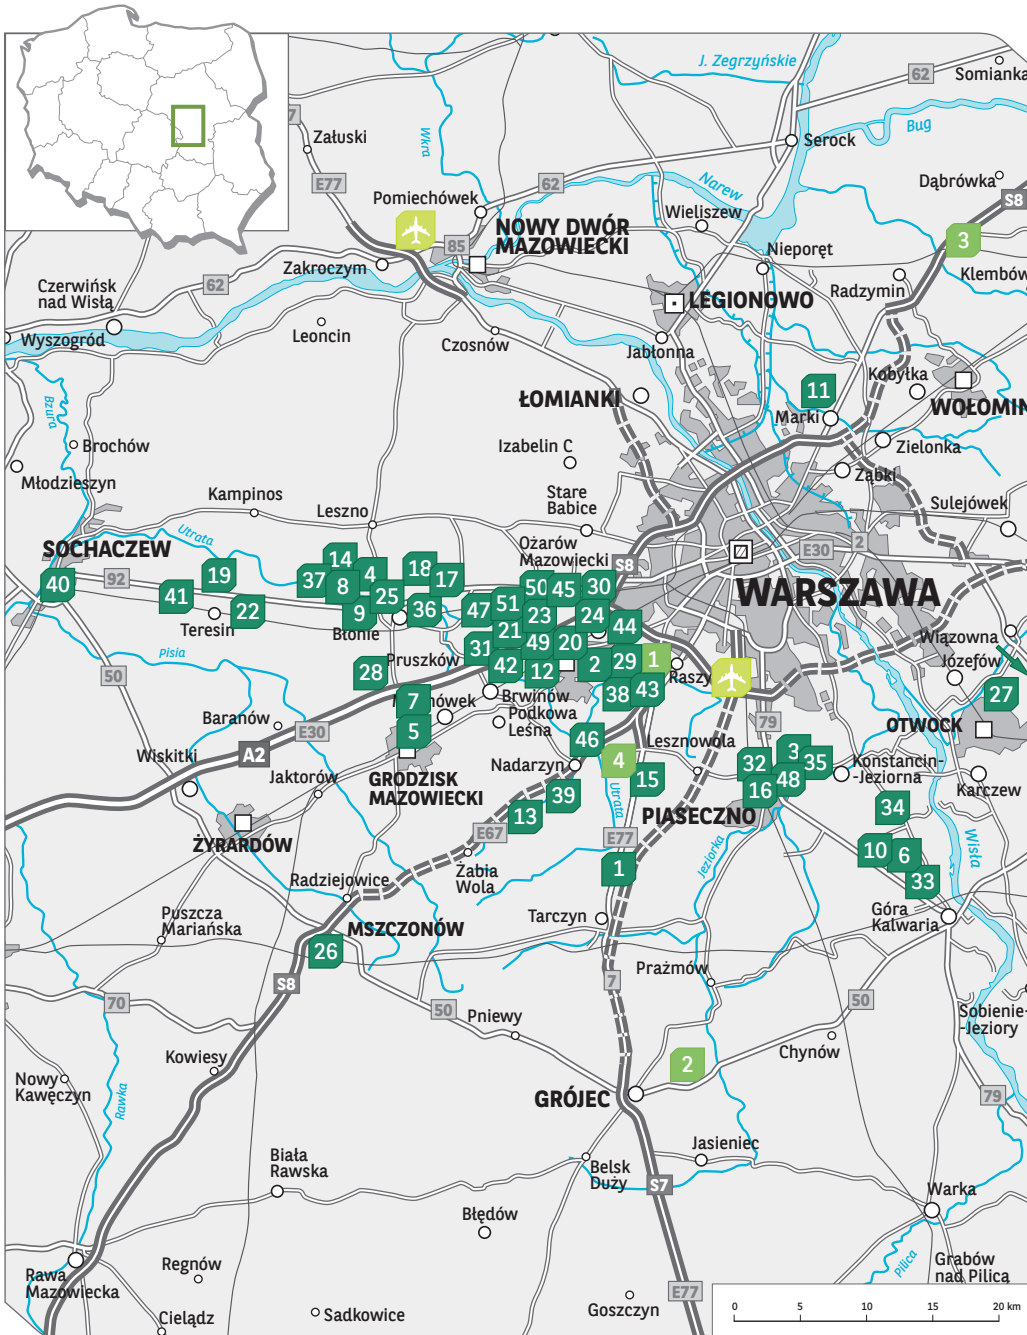 J. Zegrzyńskie
62
Somianka
Bug
Załuski
7
Wkra
Serock
E77
62
Narew
Dąbrówka
S8
Pomiechówek
Wieliszew
NOWY DWÓR
MAZOWIECKI
85
3
Nieporęt
Zakroczym
Klembów
Radzymin
Czerwińsk
nad Wisłą
62
LEGIONOWO
Wyszogród
Leoncin
Czosnów
Jabłonna
Kobyłka
11
ŁOMIANKI
WOŁOMIN
Marki
Bzura
Brochów
Izabelin C
Zielonka
Młodzieszyn
Ząbki
Kampinos
Stare
Babice
Sulejówek
Leszno
Utrata
Ożarów
Mazowiecki
SOCHACZEW
E30
2
S8
14
18
4
19
37
8
17
50
45
30
40
92
41
25
51
WARSZAWA
22
9
36
47
23
24
Teresin
Błonie
21
44
Wiązowna
Pisia
31
49
20
Pruszków
42
12
2
29
1
Józefów
28
Raszy
50
7
38
43
27
Brwinów
Podkowa
Leśna
Baranów
5
79
OTWOCK
E30
46
Lesznowola
3
Wiskitki
A2
Nadarzyn
4
32
35
Konstancin-
-Jeziorna
Jaktorów
GRODZISK
MAZOWIECKI
15
48
Karczew
39
16
Utrata
34
13
PIASECZNO
ŻYRARDÓW
E67
E77
Wisła
10
6
Żabia
Wola
Jeziorka
1
Radziejowice
33
Puszcza
Mariańska
Tarczyn
Góra
Kalwaria
MSZCZONÓW
26
S8
Prażmów
7
70
50
50
Sobienie-
-Jeziory
Pniewy
Chynów
Kowiesy
2
Nowy
Kawęczyn
Rawka
GRÓJEC
79
Jasieniec
Biała
Rawska
Belsk
Duży
S7
Warka
Błędów
Pilica
Regnów
Grabów
nad Pilicą
Rawa
Mazowiecka
E77
Goszczyn
Cielądz
Sadkowice
0
5
10
15
20 km